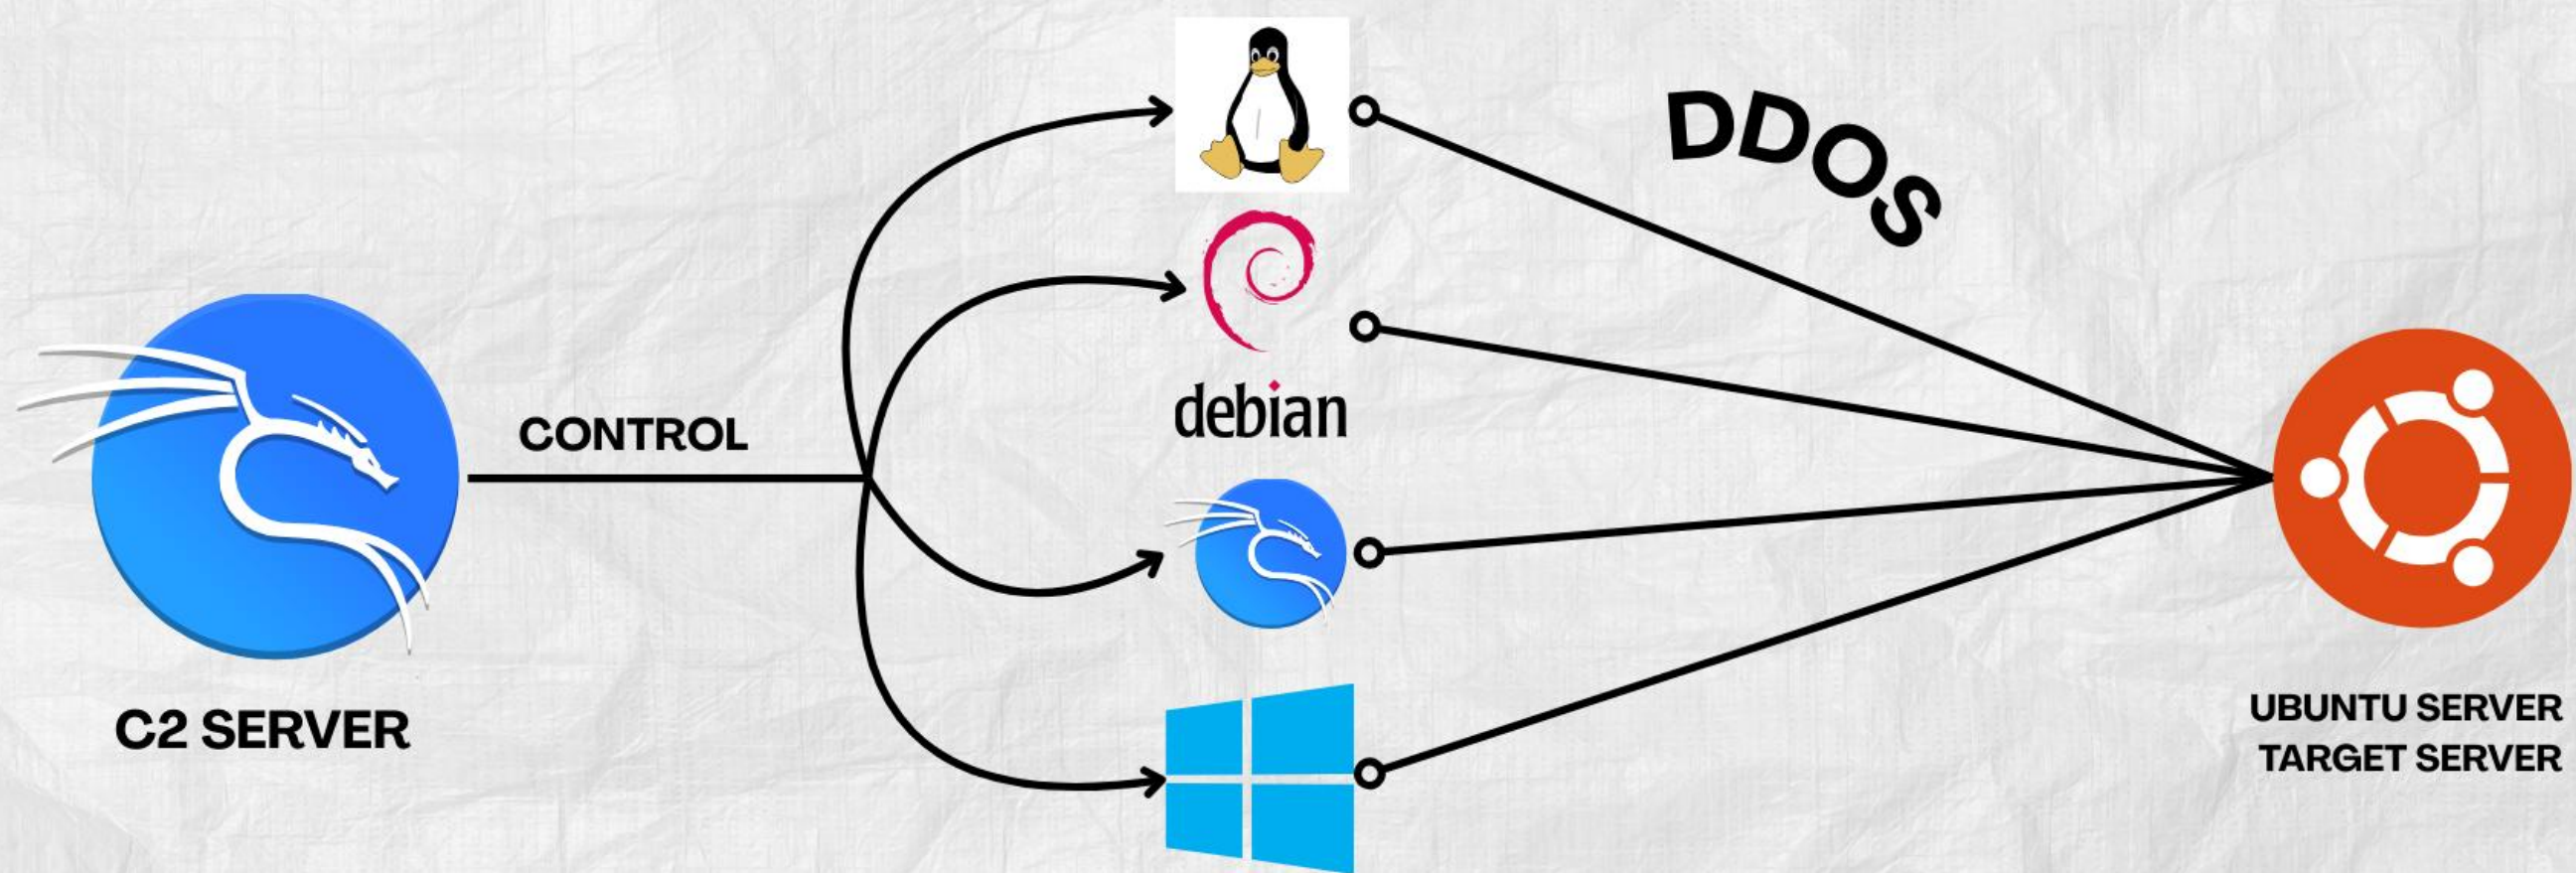 DDOS
debian
CONTROL
C2 SERVER
UBUNTU SERVER
TARGET SERVER